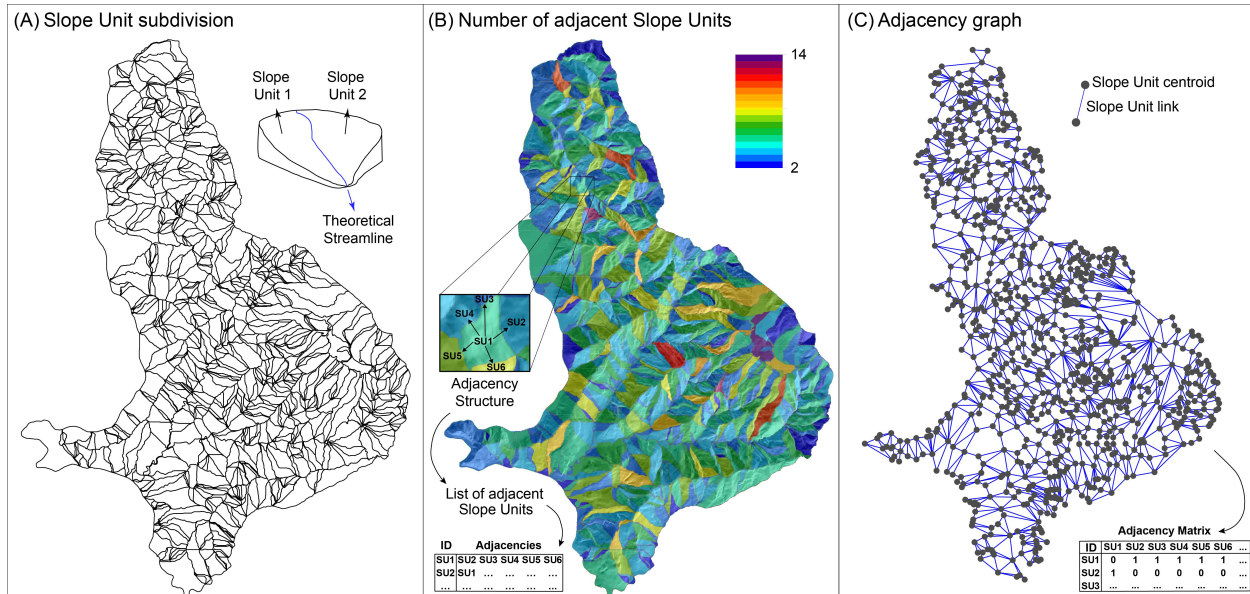 (A) Slope Unit subdivision
Slope
Unit 1
Slope
Unit 2
Theoretical
Streamline
(B) Number of adjacent Slope Units
14
2
SU3
SU4
SU2
SU1
SU5
SU6
Adjacency
Structure
List of adjacent
Slope Units
ID Adjacencies
SU1 SU2 SU3 SU4 SU5 SU6
SU2 SU1 ... ... ... ...
... ... ... ... ... ...
(C) Adjacency graph
Slope Unit centroid
Slope Unit link
Adjacency Matrix
ID SU1 SU2 SU3 SU4 SU5 SU6 ...
SU1 0 1 1 1 1 1 ...
SU2 1 0 0 0 0 0 ...
SU3 ... ... ... ... ... ... ...